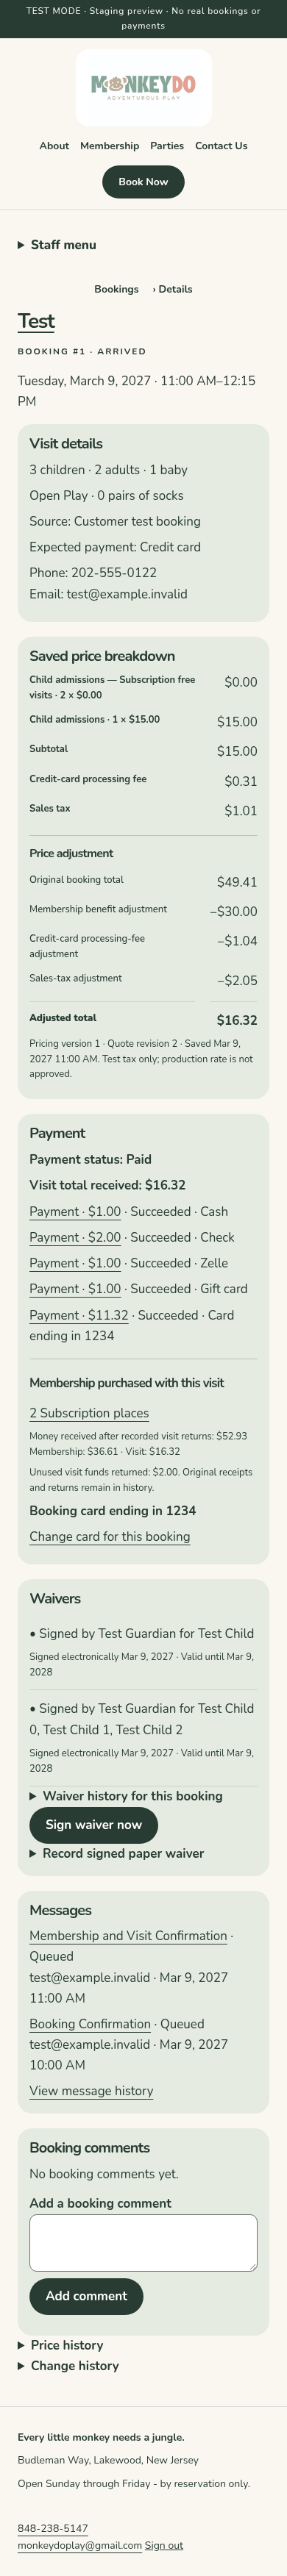 TEST MODE · Staging preview · No real bookings or
payments
MONKEYDO
ADVENTUROUS PLAY
About Membership Parties Contact Us
Book Now
▶ Staff menu
Bookings › Details
Test
BOOKING #1 · ARRIVED
Tuesday, March 9, 2027 · 11:00 AM–12:15
PM
Visit details
3 children · 2 adults · 1 baby
Open Play · 0 pairs of socks
Source: Customer test booking
Expected payment: Credit card
Phone: 202-555-0122
Email: test@example.invalid
Saved price breakdown
Child admissions — Subscription free
visits · 2 × $0.00 $0.00
Child admissions · 1 × $15.00 $15.00
Subtotal $15.00
Credit-card processing fee $0.31
Sales tax $1.01
Price adjustment
Original booking total $49.41
Membership benefit adjustment –$30.00
Credit-card processing-fee
adjustment –$1.04
Sales-tax adjustment –$2.05
Adjusted total $16.32
Pricing version 1 · Quote revision 2 · Saved Mar 9,
2027 11:00 AM. Test tax only; production rate is not
approved.
Payment
Payment status: Paid
Visit total received: $16.32
Payment · $1.00 · Succeeded · Cash
Payment · $2.00 · Succeeded · Check
Payment · $1.00 · Succeeded · Zelle
Payment · $1.00 · Succeeded · Gift card
Payment · $11.32 · Succeeded · Card
ending in 1234
Membership purchased with this visit
2 Subscription places
Money received after recorded visit returns: $52.93
Membership: $36.61 · Visit: $16.32
Unused visit funds returned: $2.00. Original receipts
and returns remain in history.
Booking card ending in 1234
Change card for this booking
Waivers
• Signed by Test Guardian for Test Child
Signed electronically Mar 9, 2027 · Valid until Mar 9,
2028
• Signed by Test Guardian for Test Child
0, Test Child 1, Test Child 2
Signed electronically Mar 9, 2027 · Valid until Mar 9,
2028
▶ Waiver history for this booking
Sign waiver now
▶ Record signed paper waiver
Messages
Membership and Visit Confirmation ·
Queued
test@example.invalid · Mar 9, 2027
11:00 AM
Booking Confirmation · Queued
test@example.invalid · Mar 9, 2027
10:00 AM
View message history
Booking comments
No booking comments yet.
Add a booking comment
Add comment
▶ Price history
▶ Change history
Every little monkey needs a jungle.
Budleman Way, Lakewood, New Jersey
Open Sunday through Friday - by reservation only.
848-238-5147
monkeydoplay@gmail.com Sign out